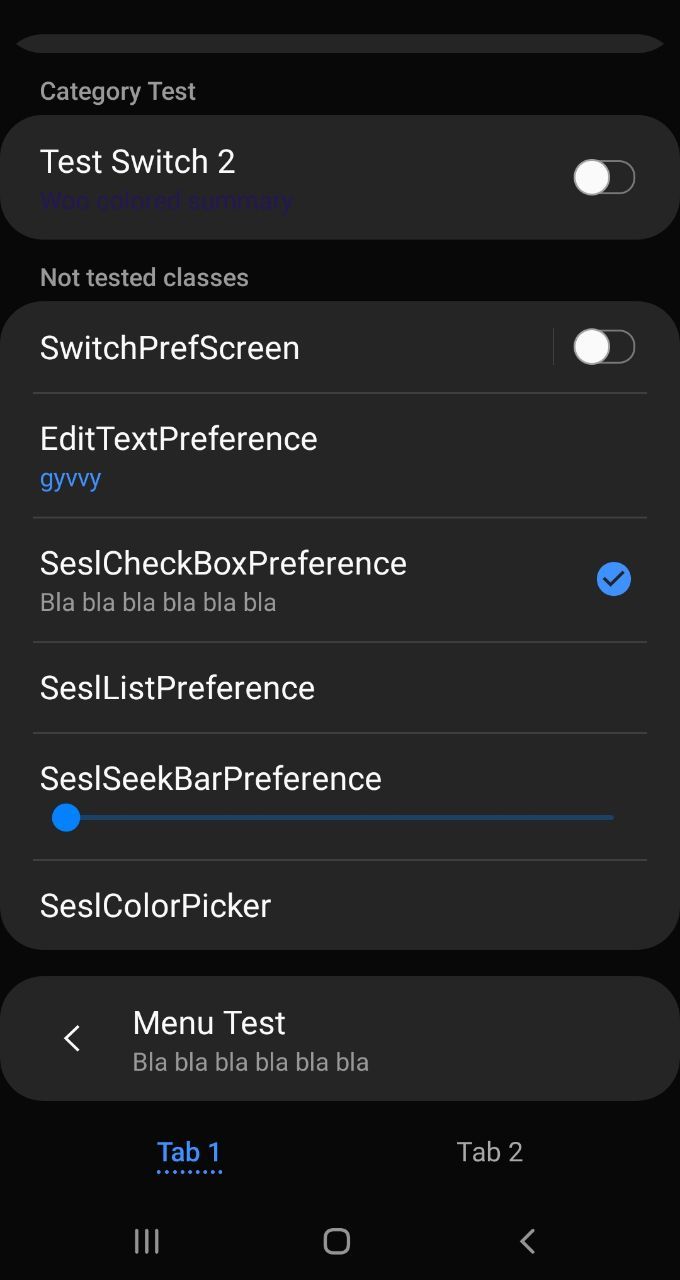 Category Test
Test Switch 2
Woo colored summary
Not tested classes
SwitchPrefScreen
EditTextPreference
gyvvy
SeslCheckBoxPreference
Bla bla bla bla bla bla
SeslListPreference
SeslSeekBarPreference
SeslColorPicker
Menu Test
Bla bla bla bla bla bla
Tab 1
Tab 2